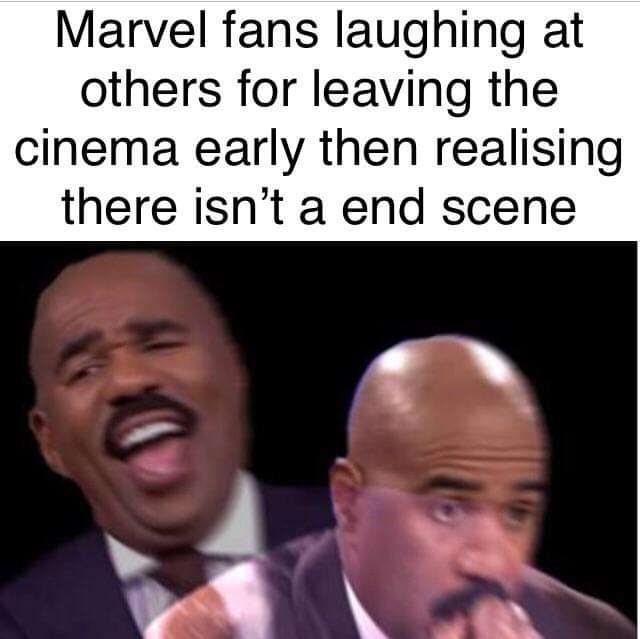 Marvel fans laughing at
others for leaving the
cinema early then realising
there isn’t a end scene